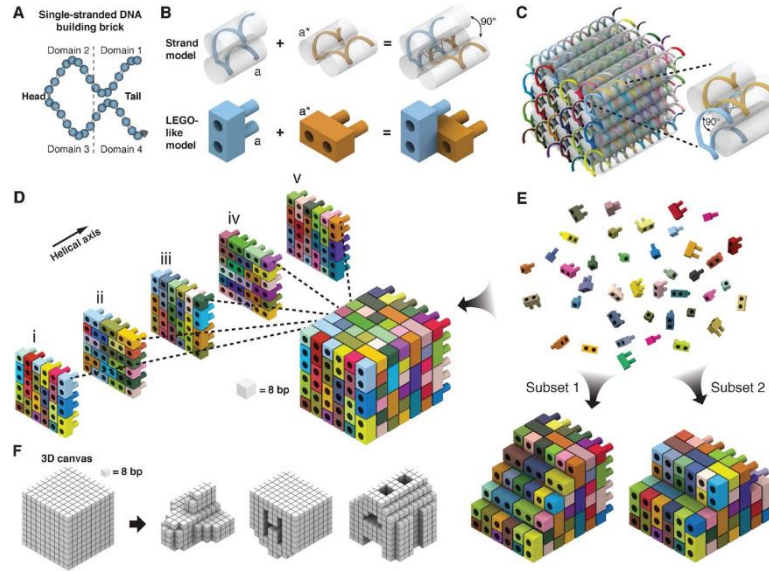 A
Single-stranded DNA
building brick
Domain 2
Domain 1
Head
Tail
Domain 3
Domain 4
B
Strand
model
a
+
a*
=
90°
LEGO-
like
model
a
+
a*
=
C
90°
D
Helical axis
i
ii
iii
iv
v
= 8 bp
E
Subset 1
Subset 2
F
3D canvas
= 8 bp